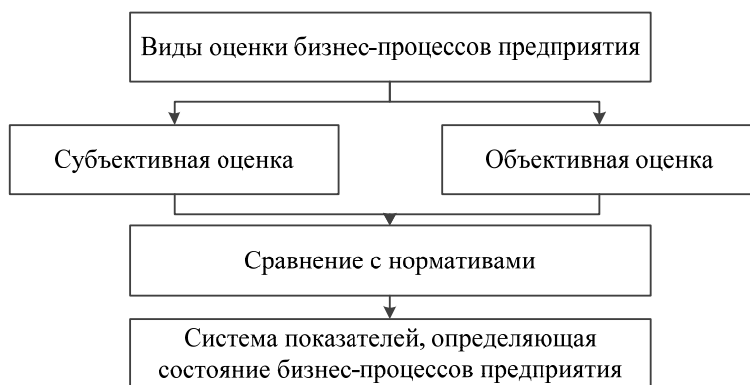 Виды оценки бизнес-процессов предприятия
Субъективная оценка
Объективная оценка
Сравнение с нормативами
Система показателей, определяющая
состояние бизнес-процессов предприятия